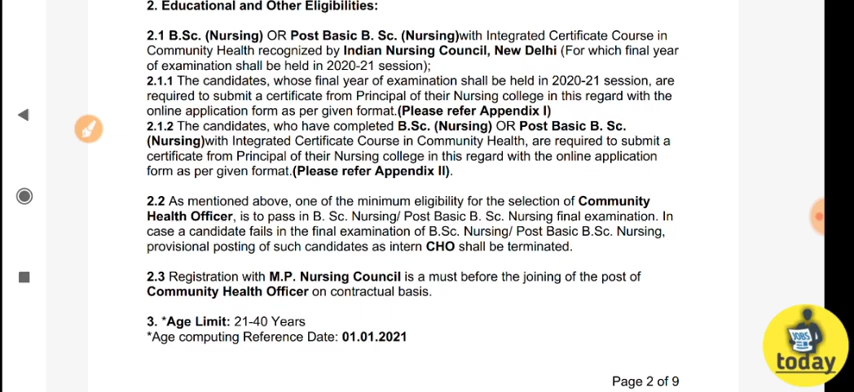 2. Educational and Other Eligibilities:
2.1 B.Sc. (Nursing) OR Post Basic B. Sc. (Nursing)with Integrated Certificate Course in
Community Health recognized by Indian Nursing Council, New Delhi (For which final year
of examination shall be held in 2020-21 session);
2.1.1 The candidates, whose final year of examination shall be held in 2020-21 session, are
required to submit a certificate from Principal of their Nursing college in this regard with the
online application form as per given format.(Please refer Appendix I)
2.1.2 The candidates, who have completed B.Sc. (Nursing) OR Post Basic B. Sc.
(Nursing)with Integrated Certificate Course in Community Health, are required to submit a
certificate from Principal of their Nursing college in this regard with the online application
form as per given format.(Please refer Appendix II).
2.2 As mentioned above, one of the minimum eligibility for the selection of Community
Health Officer, is to pass in B. Sc. Nursing/ Post Basic B. Sc. Nursing final examination. In
case a candidate fails in the final examination of B.Sc. Nursing/ Post Basic B.Sc. Nursing,
provisional posting of such candidates as intern CHO shall be terminated.
2.3 Registration with M.P. Nursing Council is a must before the joining of the post of
Community Health Officer on contractual basis.
3. *Age Limit: 21-40 Years
*Age computing Reference Date: 01.01.2021
JOBS
today
Page 2 of 9